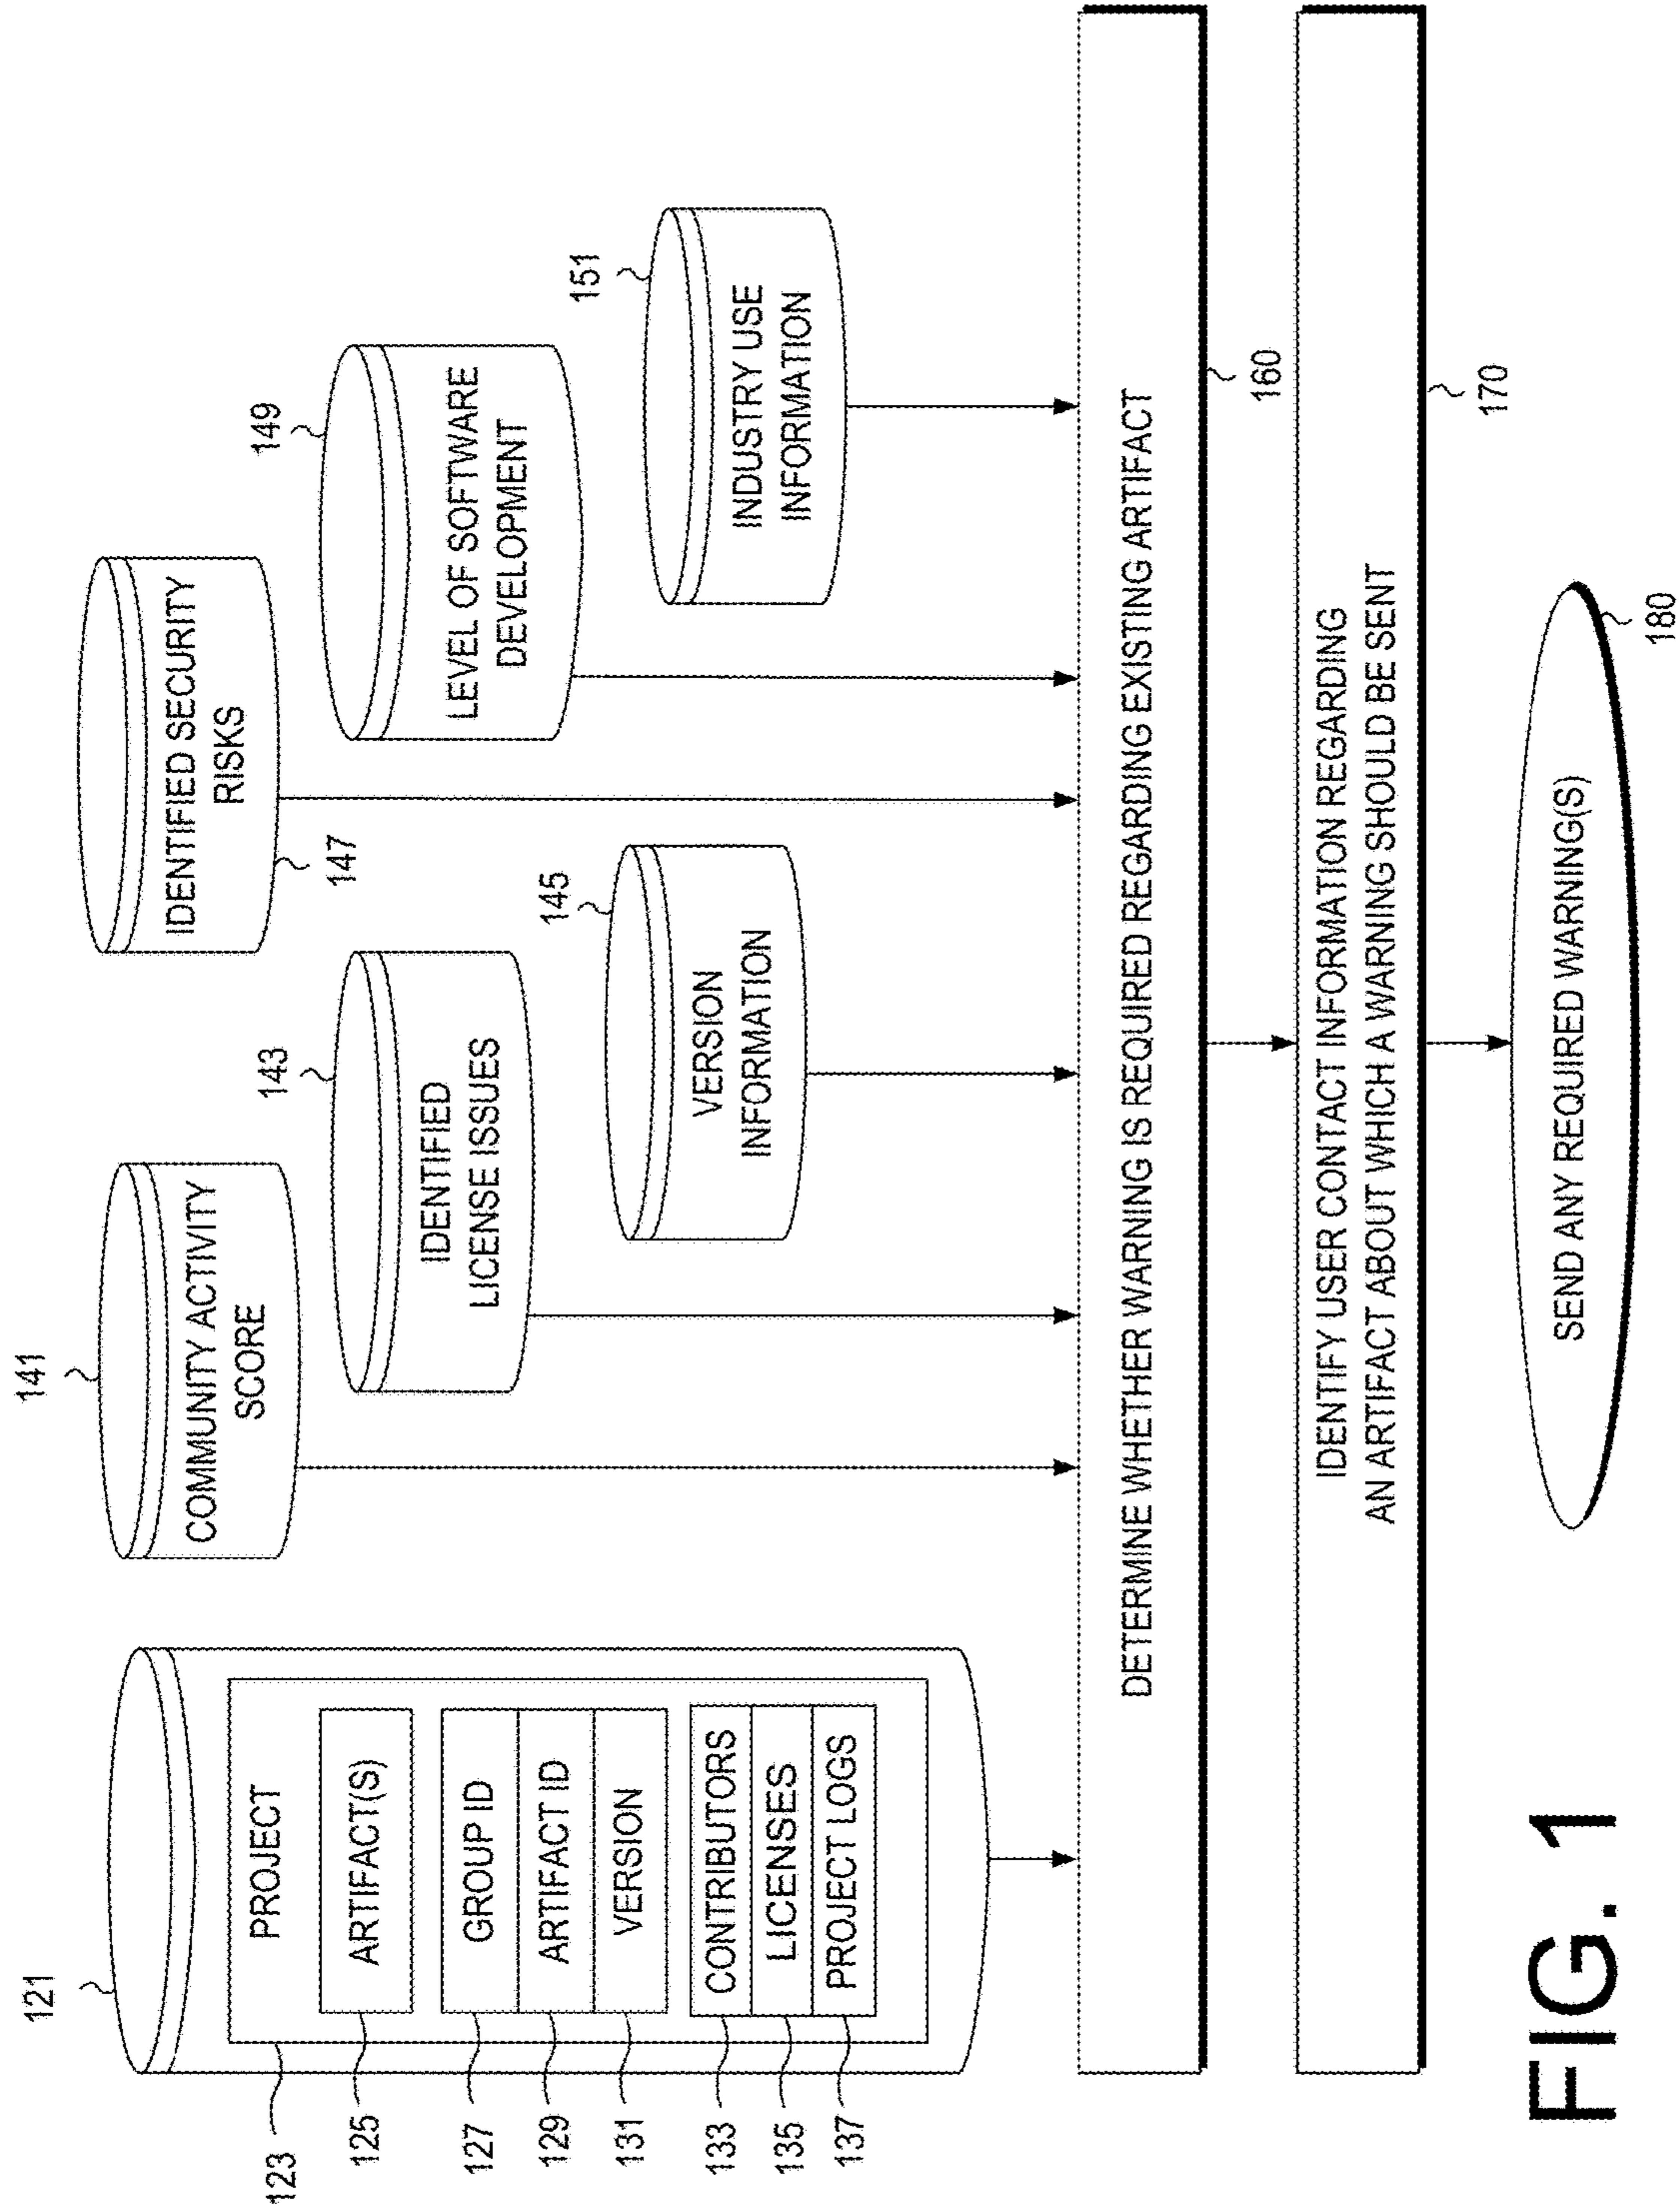 121
123
PROJECT
125
ARTIFACT(S)
127
GROUP ID
129
ARTIFACT ID
131
VERSION
133
CONTRIBUTORS
135
LICENSES
137
PROJECT LOGS
141
COMMUNITY ACTIVITY
SCORE
143
IDENTIFIED
LICENSE ISSUES
145
VERSION
INFORMATION
147
IDENTIFIED SECURITY
RISKS
149
LEVEL OF SOFTWARE
DEVELOPMENT
151
INDUSTRY USE
INFORMATION
DETERMINE WHETHER WARNING IS REQUIRED REGARDING EXISTING ARTIFACT
160
IDENTIFY USER CONTACT INFORMATION REGARDING
AN ARTIFACT ABOUT WHICH A WARNING SHOULD BE SENT
170
SEND ANY REQUIRED WARNING(S)
180
FIG. 1